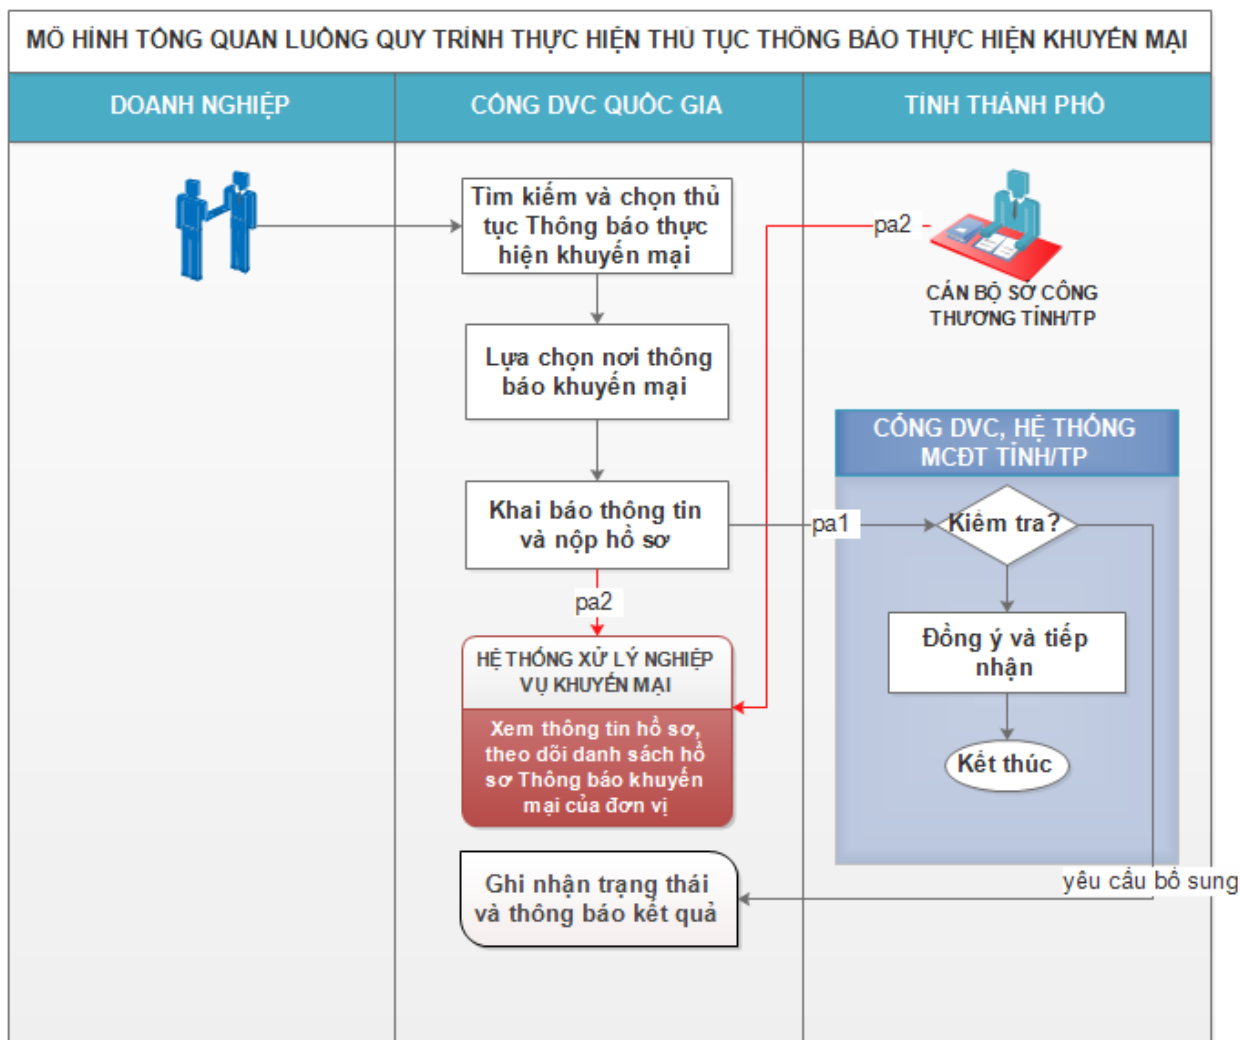 MÔ HÌNH TỔNG QUAN LUỒNG QUY TRÌNH THỰC HIỆN THỦ TỤC THÔNG BÁO THỰC HIỆN KHUYẾN MẠI
DOANH NGHIỆP
CỔNG DVC QUỐC GIA
TỈNH THÀNH PHỐ
Tìm kiếm và chọn thủ
tục Thông báo thực
hiện khuyến mại
pa2
CÁN BỘ SỞ CÔNG
THƯƠNG TỈNH/TP
Lựa chọn nơi thông
báo khuyến mại
CỔNG DVC, HỆ THỐNG
MCĐT TỈNH/TP
Khai báo thông tin
và nộp hồ sơ
pa1
Kiểm tra?
pa2
Đồng ý và tiếp
nhận
HỆ THỐNG XỬ LÝ NGHIỆP
VỤ KHUYẾN MẠI
Xem thông tin hồ sơ,
theo dõi danh sách hồ
sơ Thông báo khuyến
mại của đơn vị
Kết thúc
yêu cầu bổ sung
Ghi nhận trạng thái
và thông báo kết quả